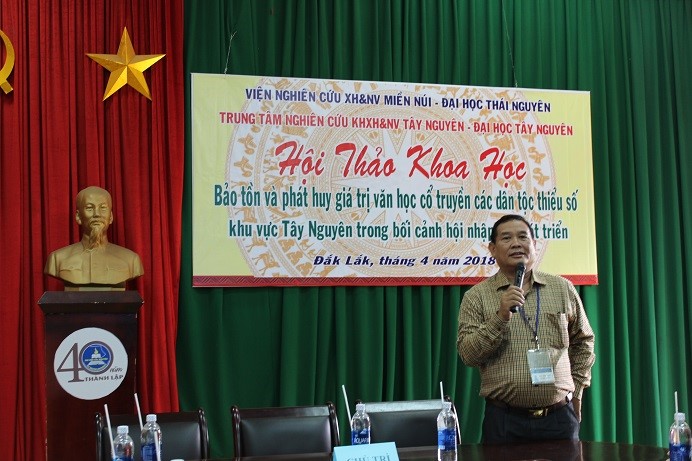 VIỆN NGHIÊN CỨU XH&NV MIỀN NÚI - ĐẠI HỌC THÁI NGUYÊN
TRUNG TÂM NGHIÊN CỨU KHXH&NV TÂY NGUYÊN - ĐẠI HỌC TÂY NGUYÊN
Hội Thảo Khoa Học
Bảo tồn và phát huy giá trị văn học cổ truyền các dân tộc thiểu số
khu vực Tây Nguyên trong bối cảnh hội nhập t triển
Đắk Lắk, tháng 4 năm 2018
40 năm
THÀNH LẬP
CHỦ TRÌ